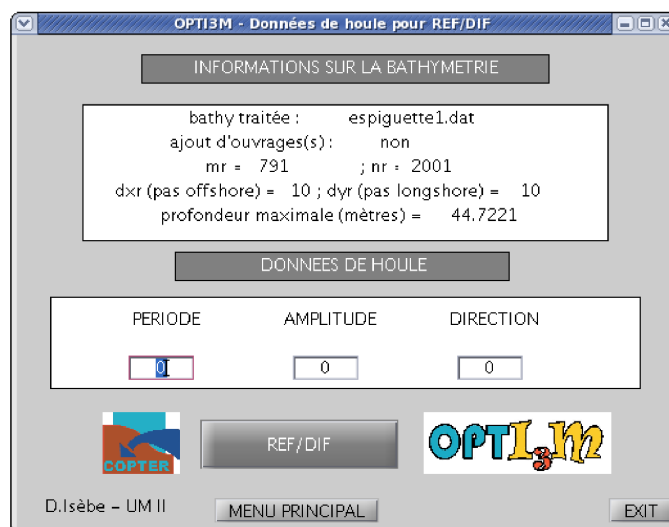 OPTI3M - Données de houle pour REF/DIF
INFORMATIONS SUR LA BATHYMETRIE
bathy traitée : espiguette1.dat
ajout d'ouvrages(s) : non
mr = 791 ; nr = 2001
dxr (pas offshore) = 10 ; dyr (pas longshore) = 10
profondeur maximale (mètres) = 44.7221
DONNEES DE HOULE
PERIODE AMPLITUDE DIRECTION
0 0 0
COPTER
REF/DIF
OPTI3M
D.Isèbe - UM II
MENU PRINCIPAL
EXIT